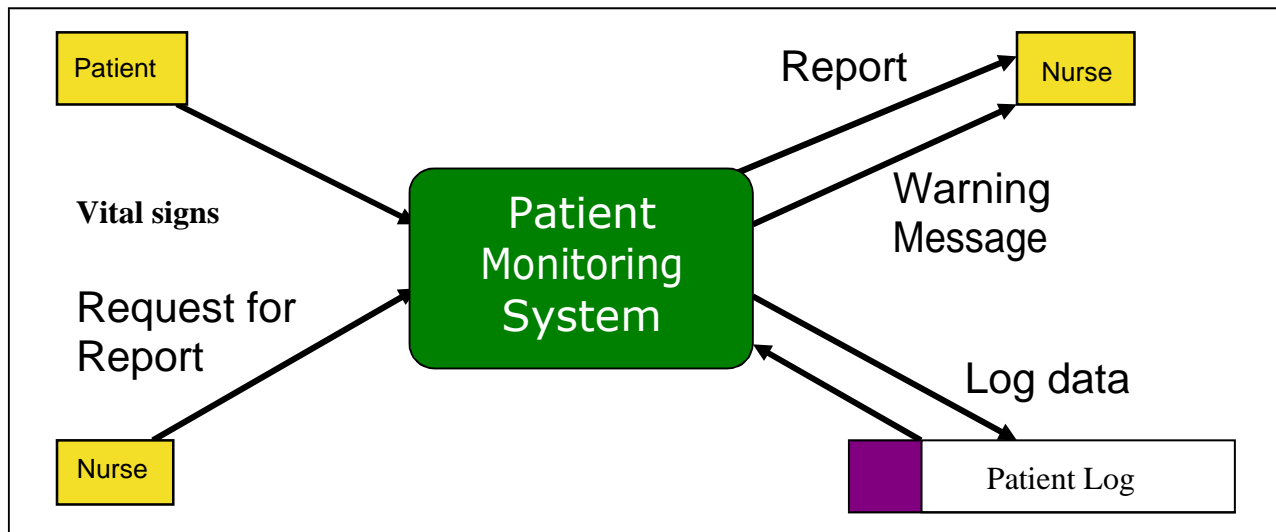 Patient
Report
Nurse
Vital signs
Patient
Monitoring
System
Warning
Message
Request for
Report
Log data
Nurse
Patient Log